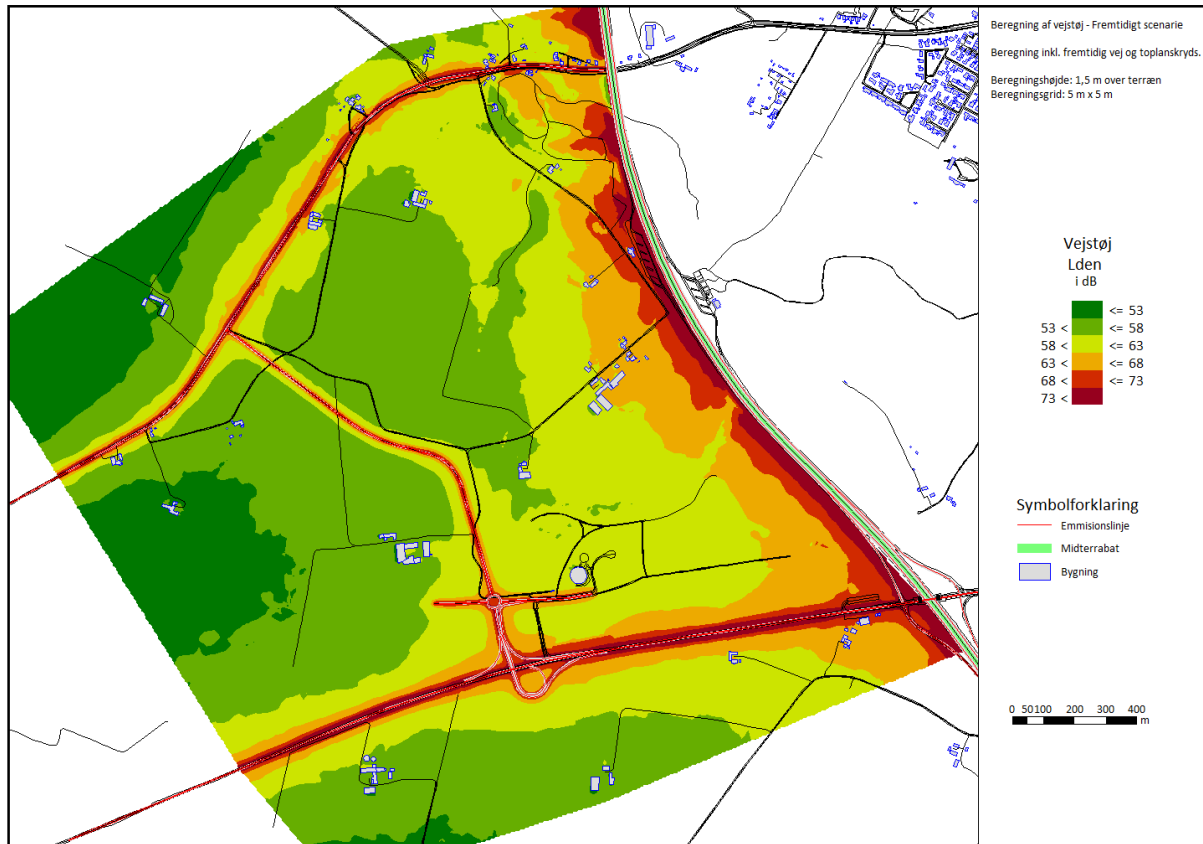 Beregning af vejstøj - Fremtidigt scenarie
Beregning inkl. fremtidig vej og toplanskryds.
Beregningshøjde: 1,5 m over terræn
Beregningsgrid: 5 m x 5 m
Vejstøj
Lden
i dB
<= 53
53 < <= 58
58 < <= 63
63 < <= 68
68 < <= 73
73 <
Symbolforklaring
Emmisionslinje
Midterrabat
Bygning
0 50100 200 300 400
m